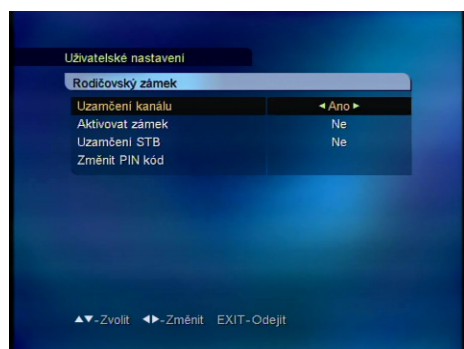 Uživatelské nastavení
Rodičovský zámek
Uzamčení kanálu ◄ Ano ►
Aktivovat zámek Ne
Uzamčení STB Ne
Změnit PIN kód
▲▼-Zvolit ◄►-Změnit EXIT-Odejít